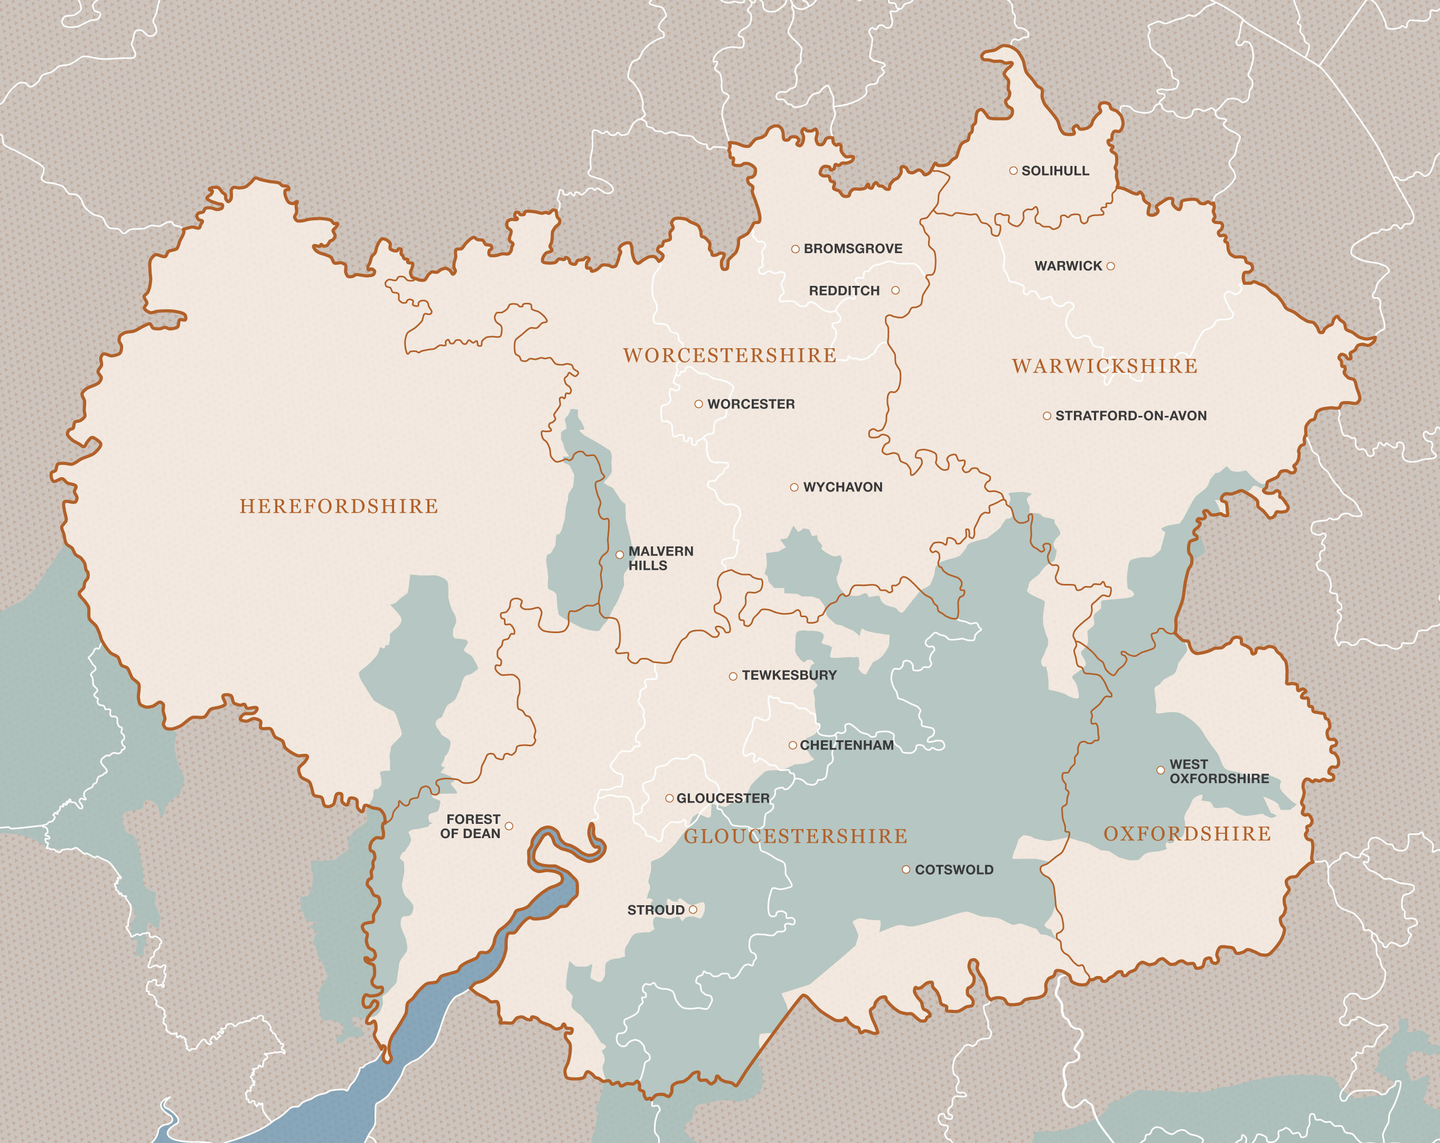 SOLIHULL
BROMSGROVE
WARWICK
REDDITCH
WORCESTERSHIRE
WARWICKSHIRE
WORCESTER
STRATFORD-ON-AVON
WYCHAVON
HEREFORDSHIRE
MALVERN
HILLS
TEWKESBURY
CHELTENHAM
WEST
OXFORDSHIRE
GLOUCESTER
FOREST
OF DEAN
GLOUCESTERSHIRE
OXFORDSHIRE
COTSWOLD
STROUD